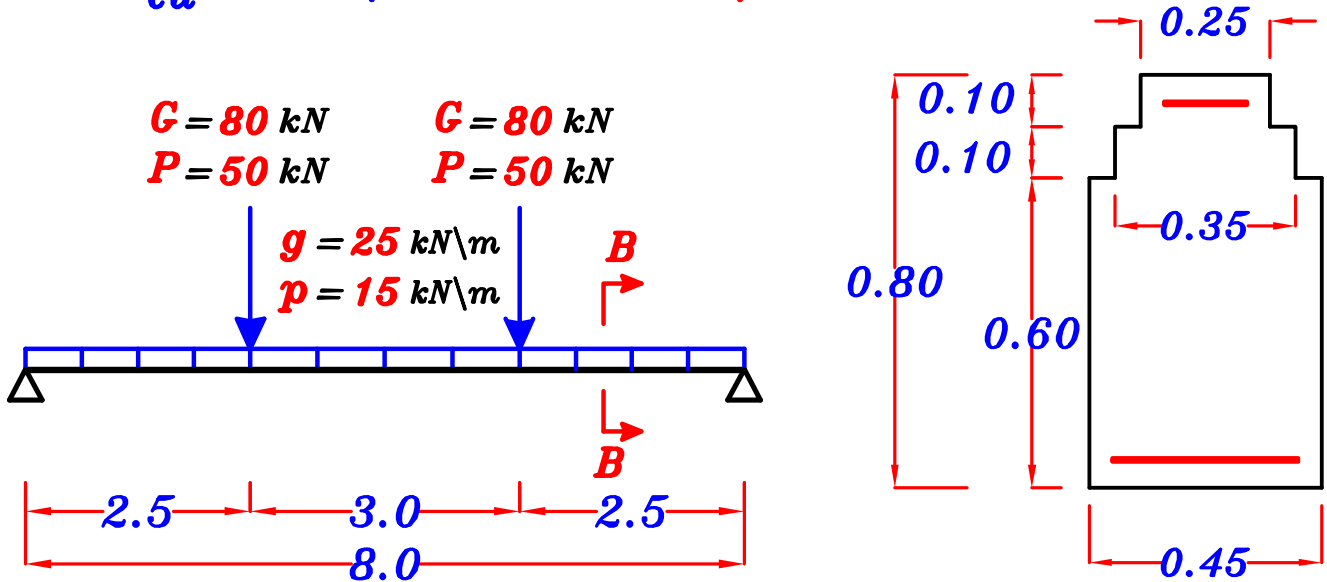 cu
0.25
G = 80 kN G = 80 kN
P = 50 kN P = 50 kN
0.10
0.10
g = 25 kN\m
p = 15 kN\m
B
0.35
0.80
0.60
B
2.5 3.0 2.5
8.0
0.45